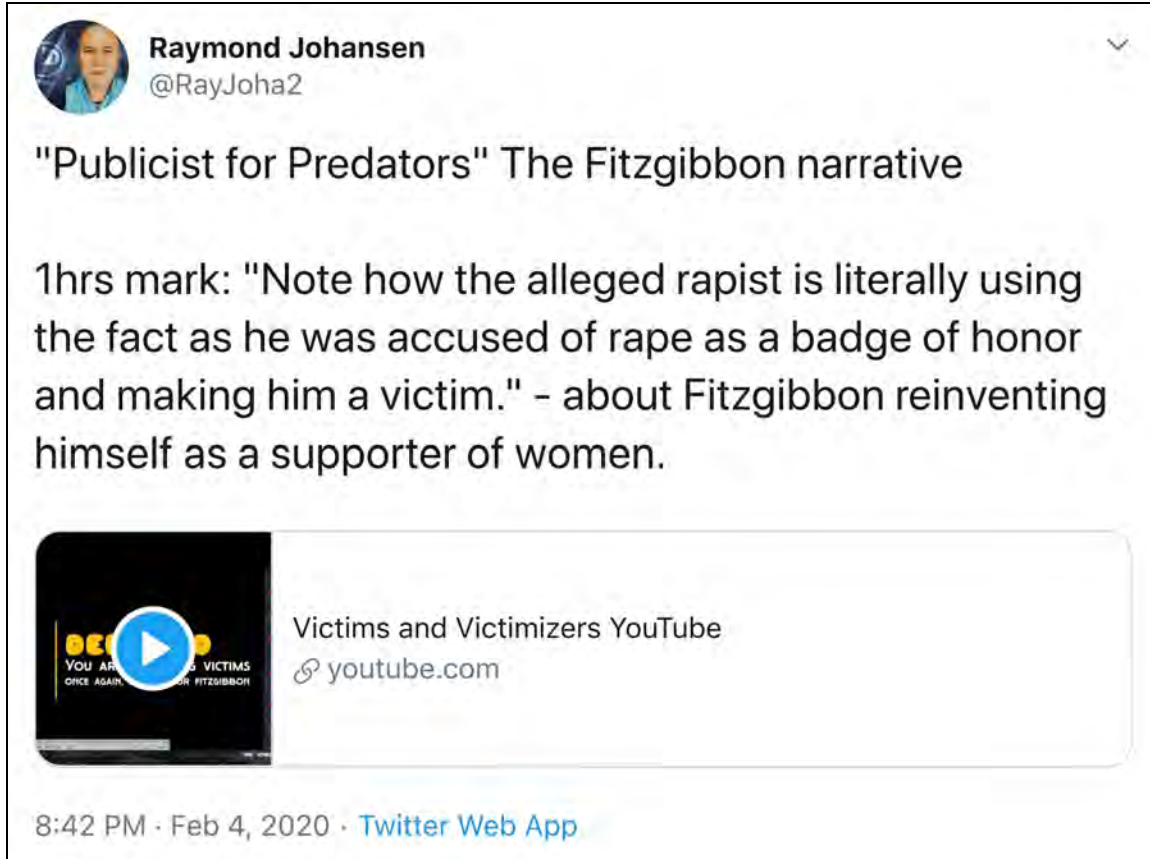 Raymond Johansen
@RayJoha2
"Publicist for Predators" The Fitzgibbon narrative
1hrs mark: "Note how the alleged rapist is literally using
the fact as he was accused of rape as a badge of honor
and making him a victim." - about Fitzgibbon reinventing
himself as a supporter of women.
YOU VICTIMS
ONCE AGAIN, FITZGIBBON
Victims and Victimizers YouTube
youtube.com
8:42 PM · Feb 4, 2020 · Twitter Web App